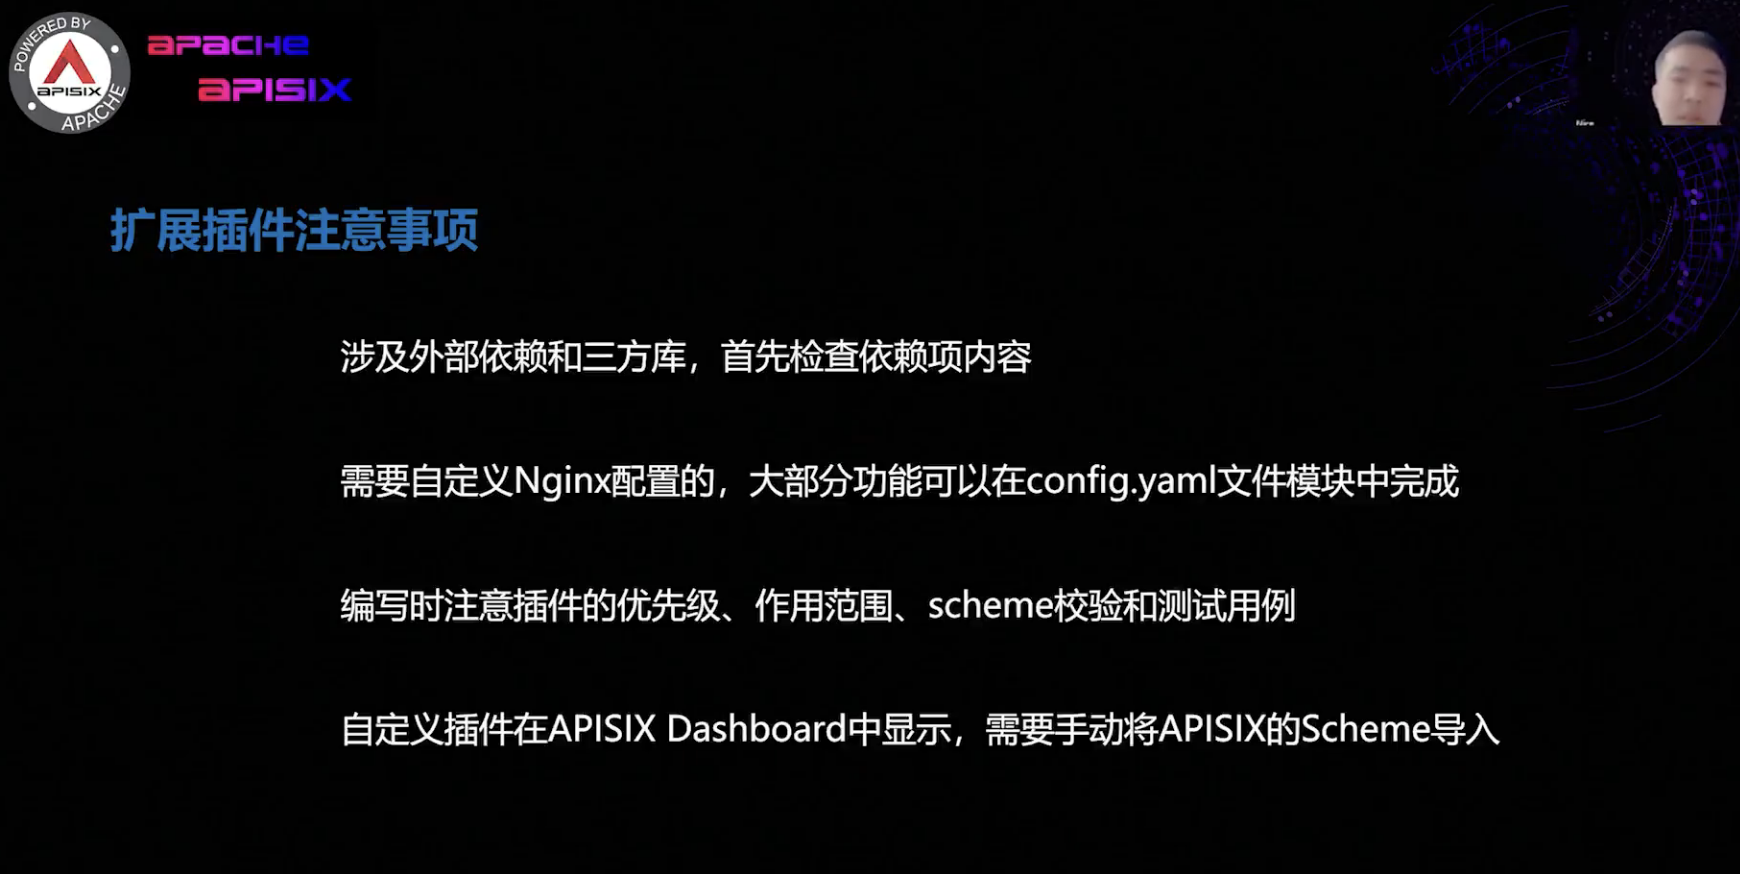 POWERED BY
APISIX
APACHE
APACHE
APISIX
扩展插件注意事项
涉及外部依赖和三方库，首先检查依赖项内容
需要自定义Nginx配置的，大部分功能可以在config.yaml文件模块中完成
编写时注意插件的优先级、作用范围、scheme校验和测试用例
自定义插件在APISIX Dashboard中显示，需要手动将APISIX的Scheme导入